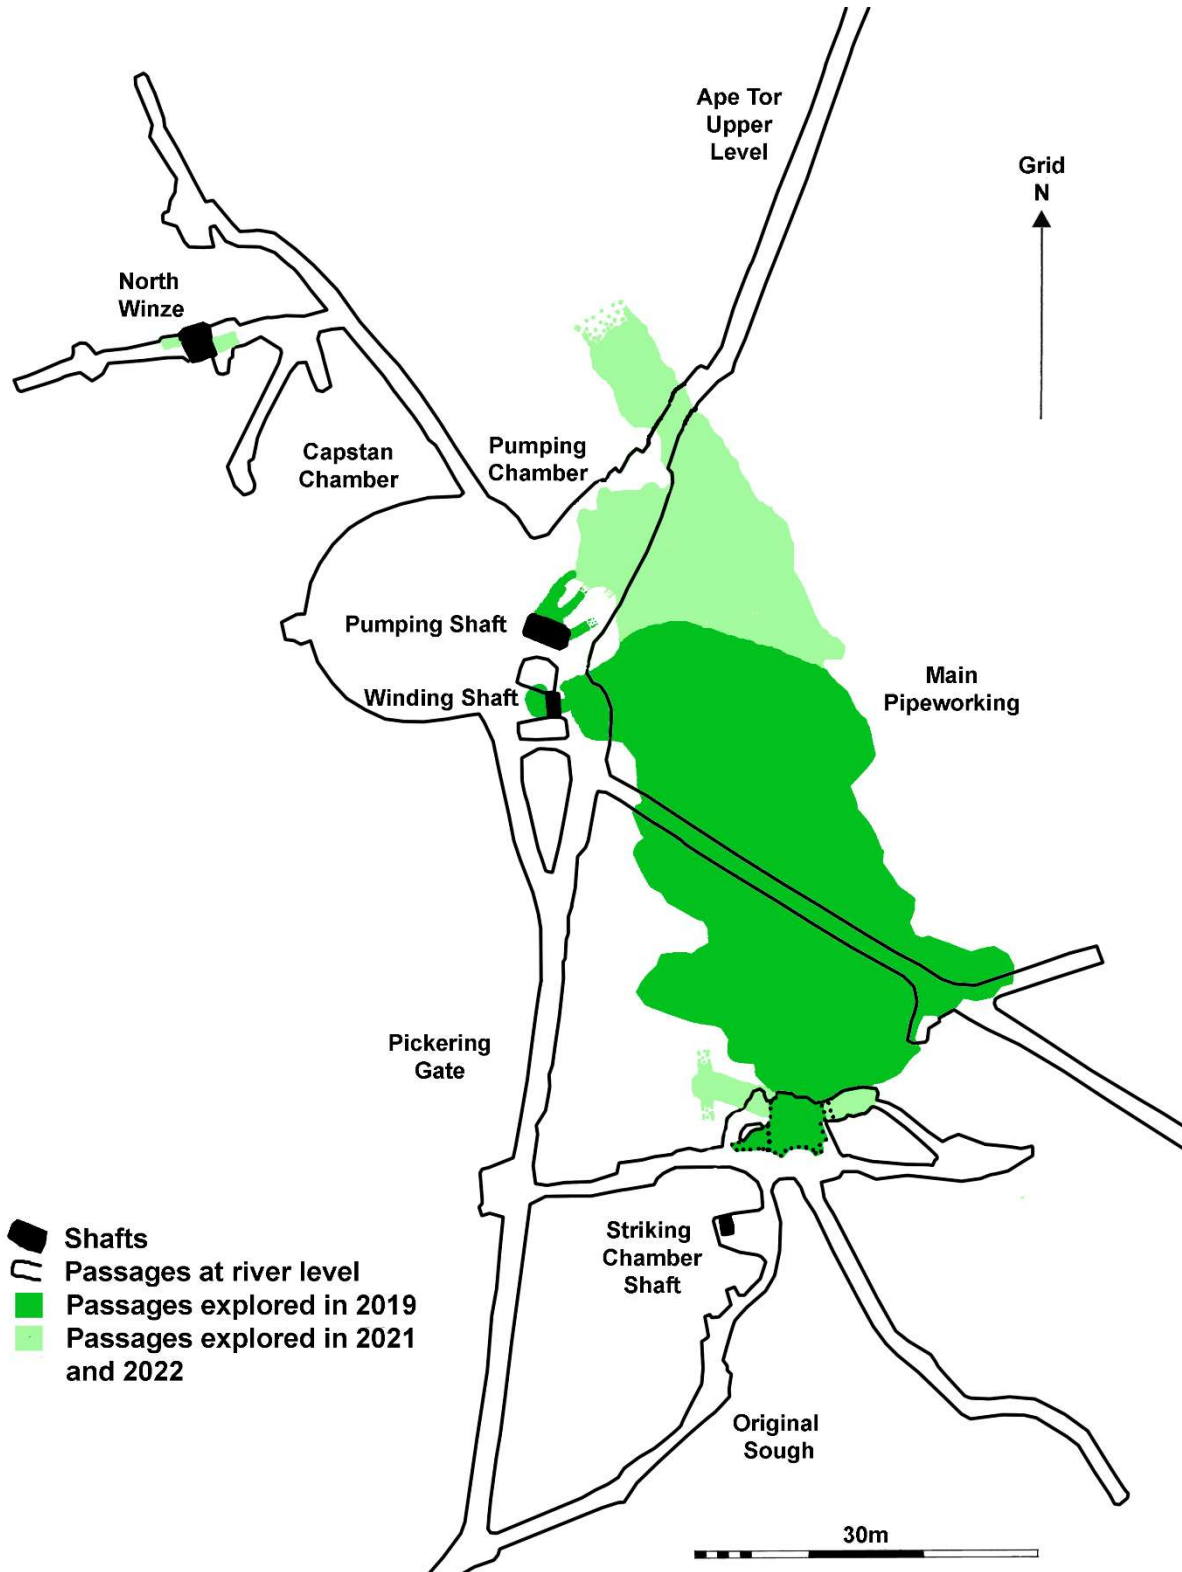 Ape Tor
Upper
Level
Grid
N
North
Winze
Capstan
Chamber
Pumping
Chamber
Pumping Shaft
Winding Shaft
Main
Pipeworking
Pickering
Gate
Striking
Chamber
Shaft
Original
Sough
Shafts
Passages at river level
Passages explored in 2019
Passages explored in 2021
and 2022
30m